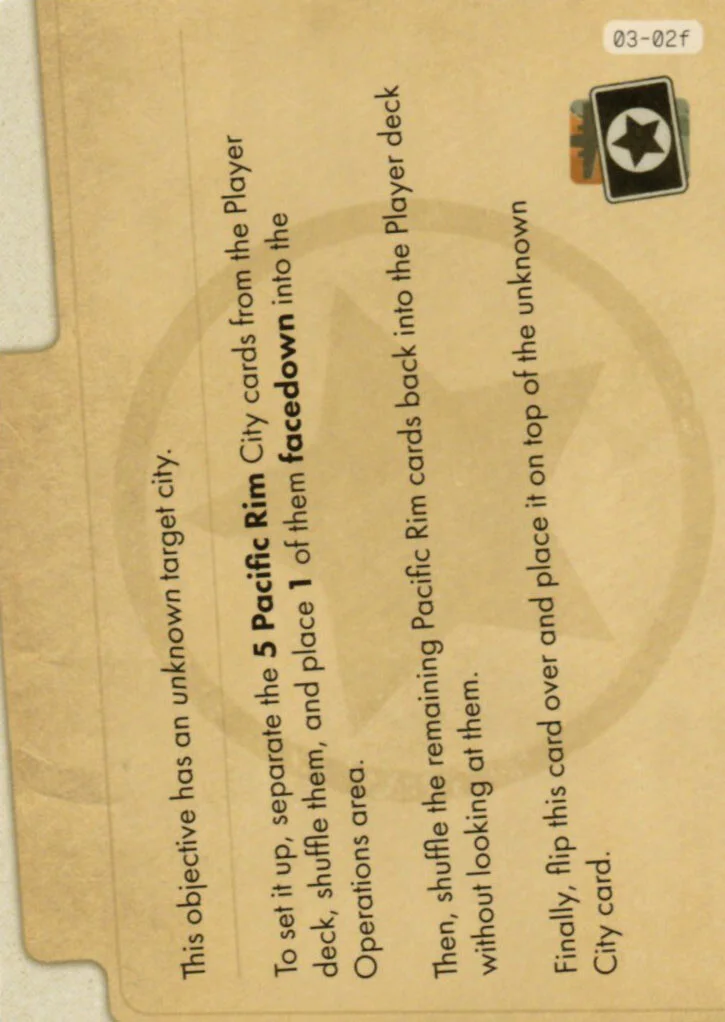 This objective has an unknown target city.
To set it up, separate the 5 Pacific Rim City cards from the Player
deck, shuffle them, and place 1 of them facedown into the
Operations area.
Then, shuffle the remaining Pacific Rim cards back into the Player deck
without looking at them.
Finally, flip this card over and place it on top of the unknown
City card.
03-02f